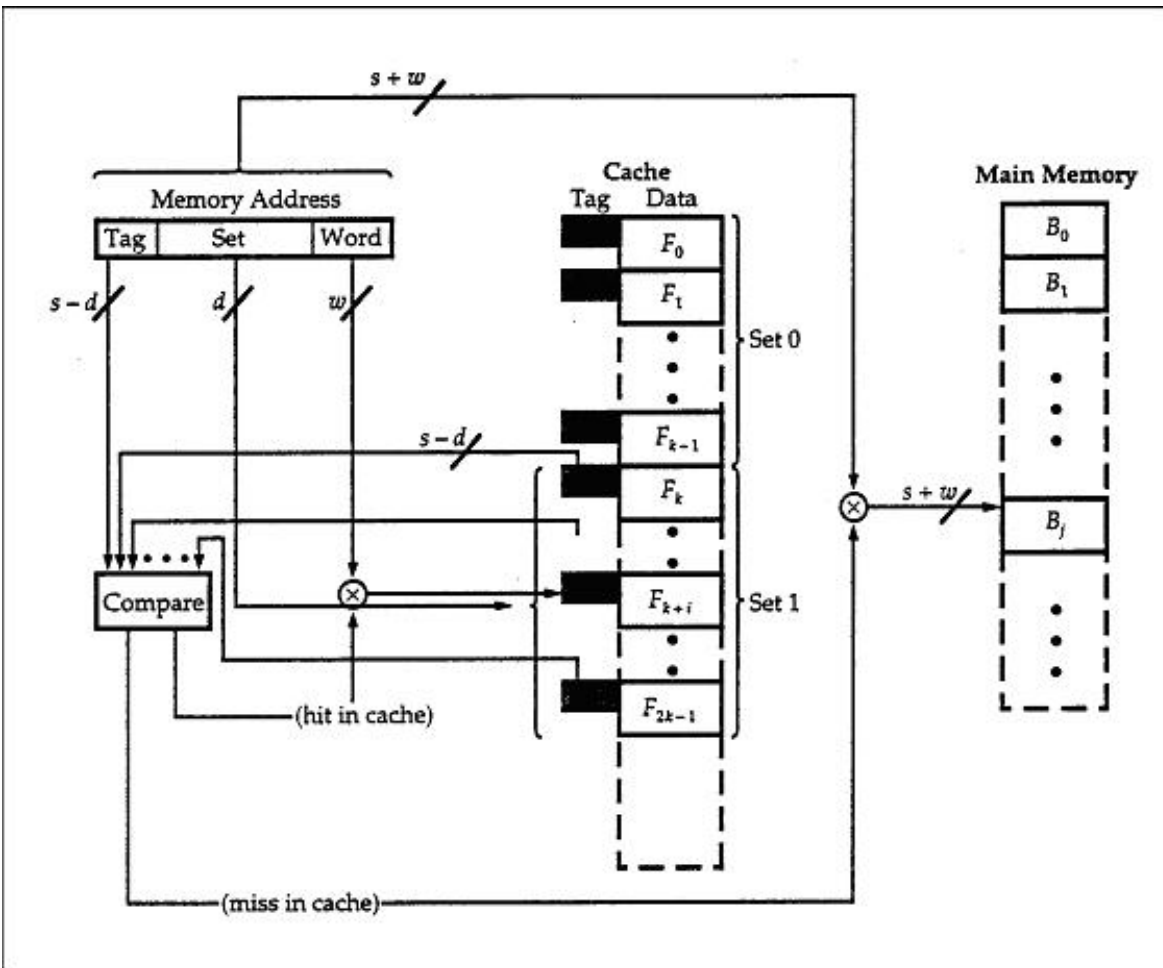 s + w
Cache
Main Memory
Memory Address
Tag Data
Tag Set Word
F₀
B₀
F₁
B₁
s – d
d
w
Set 0
s – d
Fₖ₋₁
Fₖ
s + w
Bⱼ
Compare
Fₖ₊ᵢ
Set 1
(hit in cache)
F₂ₖ₋₁
(miss in cache)